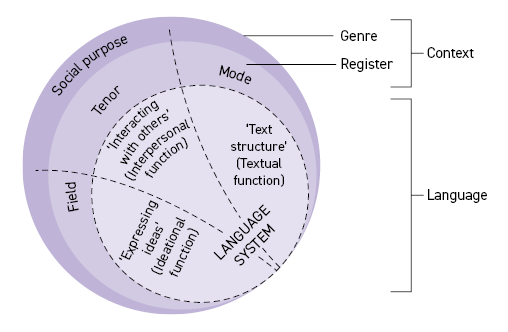 Social purpose
Genre
Context
Register
Mode
Tenor
'Interacting
with others'
(Interpersonal
function)
'Text
structure'
(Textual
function)
Field
'Expressing
ideas'
(Ideational
function)
LANGUAGE
SYSTEM
Language